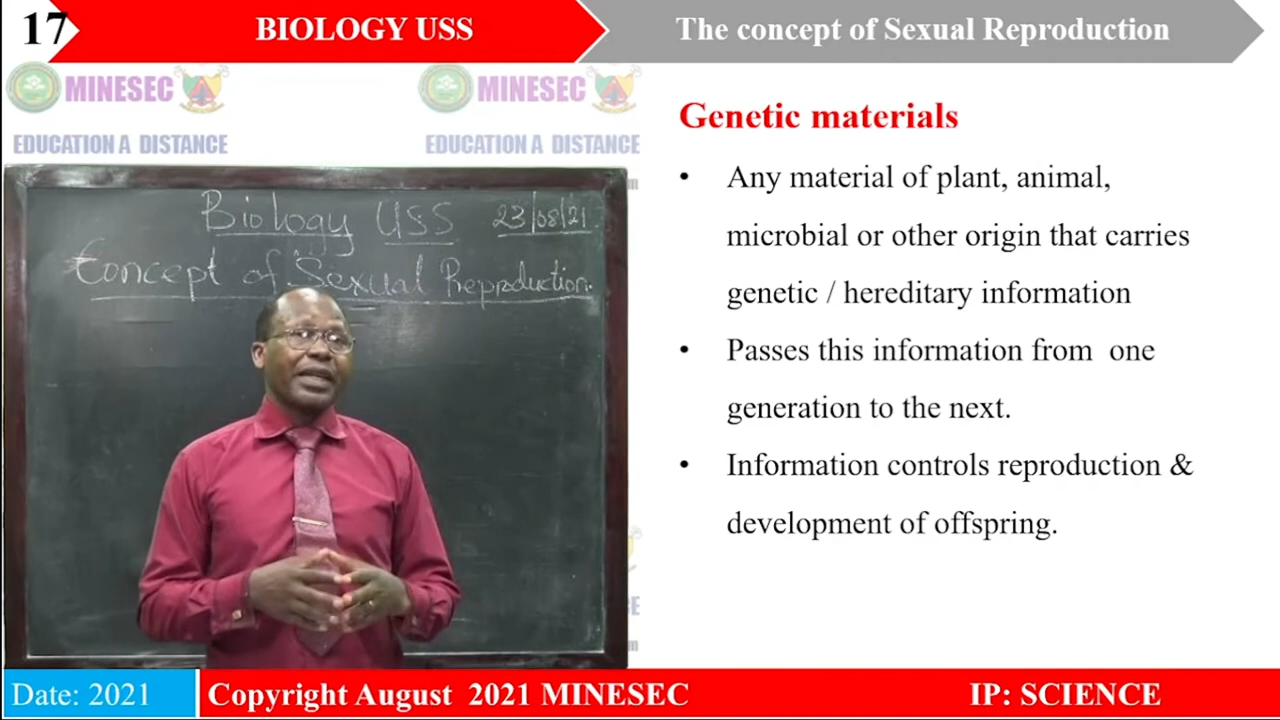 17
BIOLOGY USS
The concept of Sexual Reproduction
MINESEC MINESEC
EDUCATION A DISTANCE EDUCATION A DISTANCE
Biology USS 23/08/21
Concept of Sexual Reproduction.
Genetic materials
• Any material of plant, animal,
microbial or other origin that carries
genetic / hereditary information
• Passes this information from one
generation to the next.
• Information controls reproduction &
development of offspring.
Date: 2021
Copyright August 2021 MINESEC
IP: SCIENCE